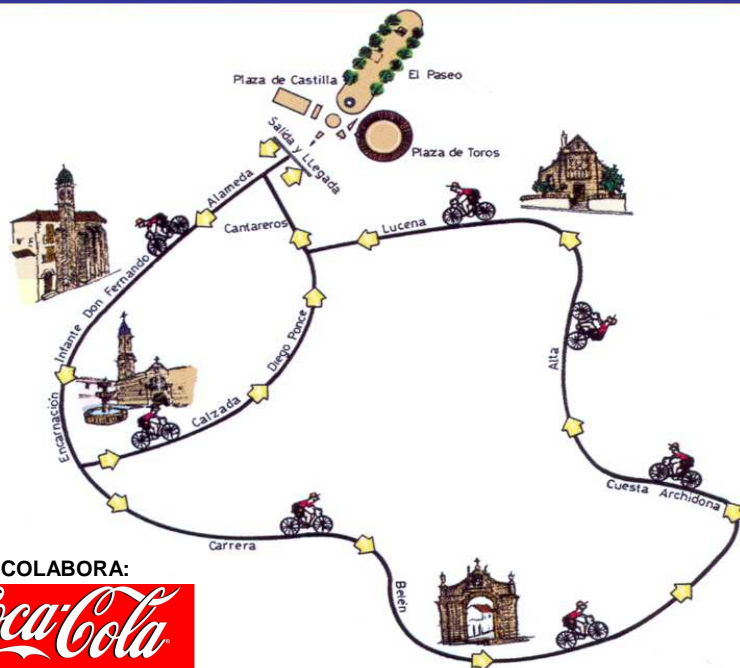 El Paseo
Plaza de Castilla
Plaza de Toros
Salida y LLegada
Alameda
Cantareros
Lucena
Infante Don Fernando
Diego Ponce
Encarnación
Calzada
Alta
Cuesta Archidona
Carrera
Belén
COLABORA:
Coca-Cola